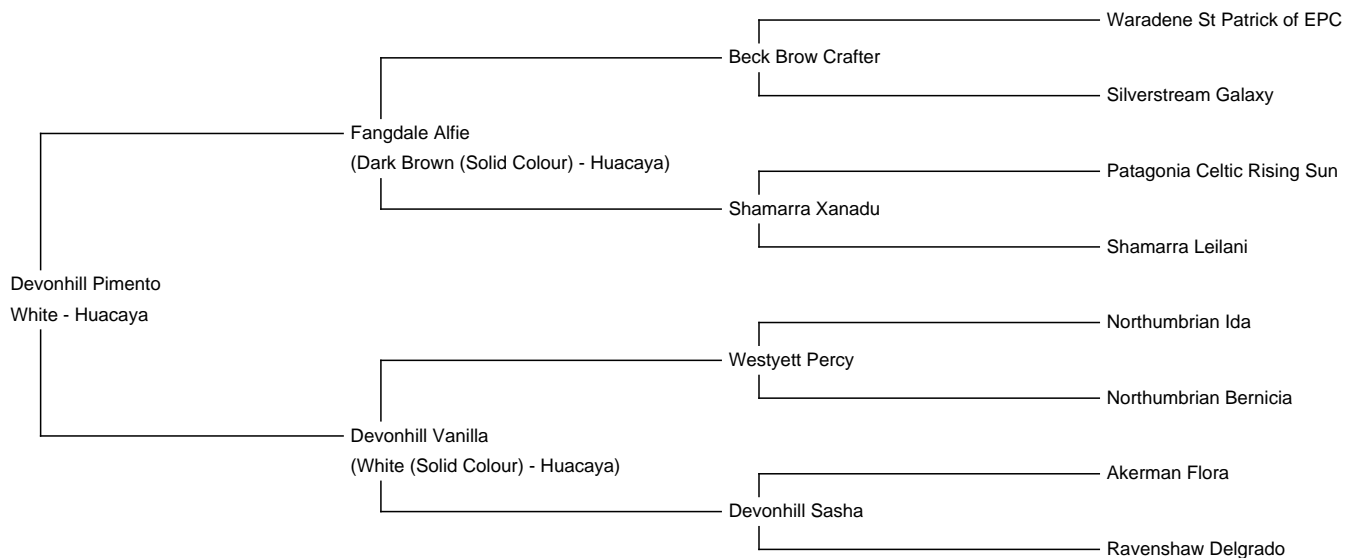 Waradene St Patrick of EPC
Beck Brow Crafter
Silverstream Galaxy
Fangdale Alfie
(Dark Brown (Solid Colour) - Huacaya)
Patagonia Celtic Rising Sun
Shamarra Xanadu
Shamarra Leilani
Devonhill Pimento
White - Huacaya
Northumbrian Ida
Westyett Percy
Northumbrian Bernicia
Devonhill Vanilla
(White (Solid Colour) - Huacaya)
Akerman Flora
Devonhill Sasha
Ravenshaw Delgrado